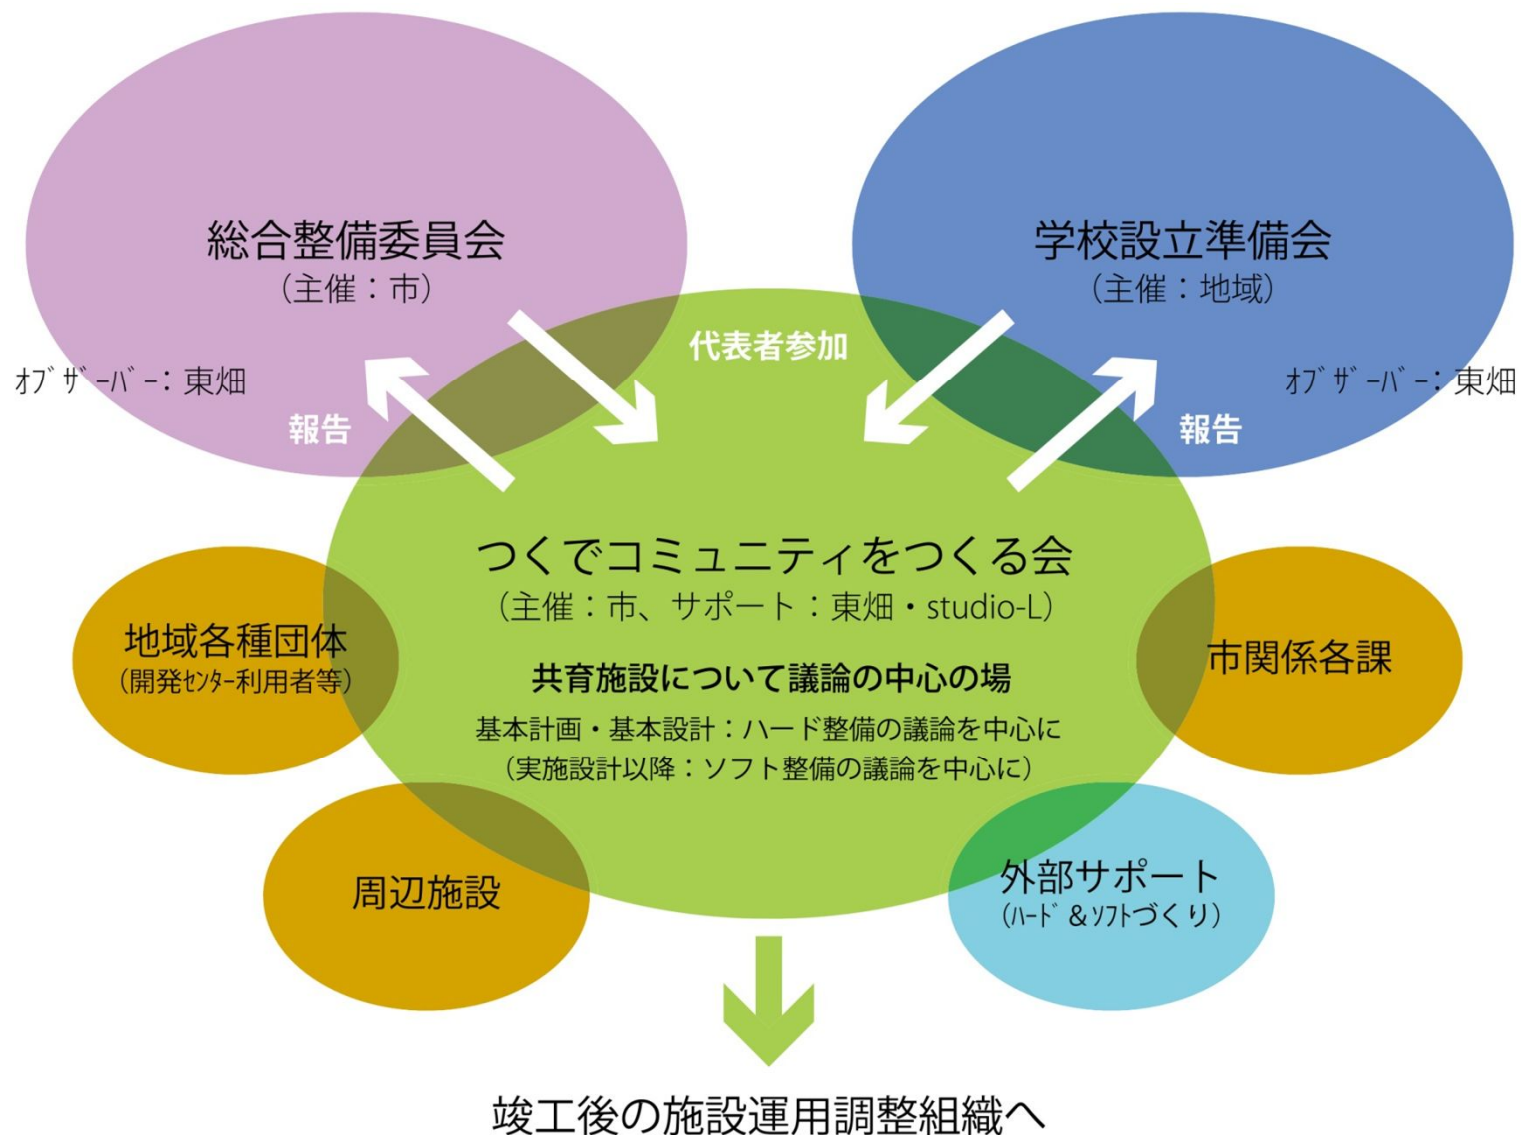 総合整備委員会
（主催：市）
学校設立準備会
（主催：地域）
代表者参加
ｵﾌﾞｻﾞｰﾊﾞｰ：東畑
ｵﾌﾞｻﾞｰﾊﾞｰ：東畑
報告
報告
つくでコミュニティをつくる会
（主催：市、サポート：東畑・studio-L）
共育施設について議論の中心の場
基本計画・基本設計：ハード整備の議論を中心に
（実施設計以降：ソフト整備の議論を中心に）
地域各種団体
（開発ｾﾝﾀｰ利用者等）
市関係各課
周辺施設
外部サポート
（ﾊｰﾄﾞ＆ｿﾌﾄづくり）
竣工後の施設運用調整組織へ